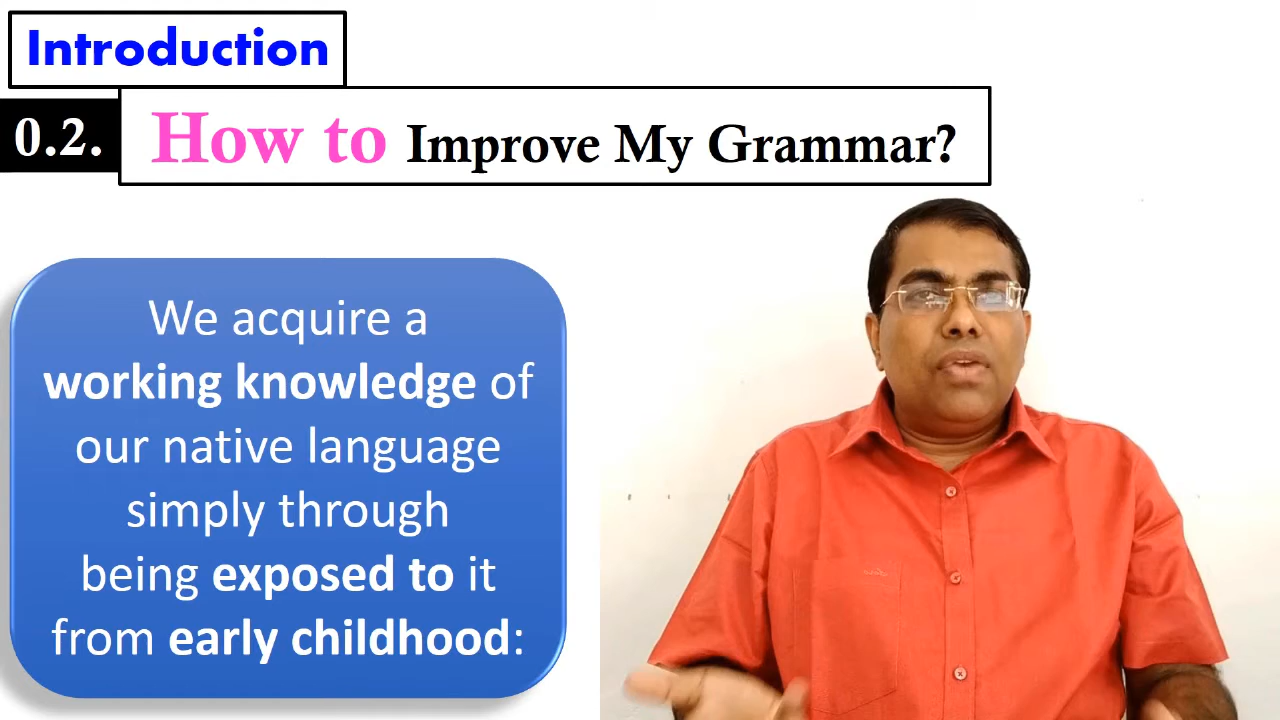 Introduction
0.2. How to Improve My Grammar?
We acquire a
working knowledge of
our native language
simply through
being exposed to it
from early childhood: